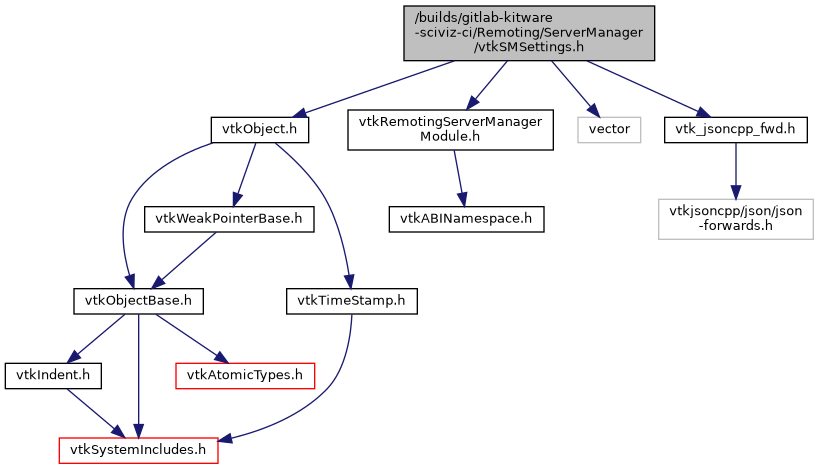 /builds/gitlab-kitware
-sciviz-ci/Remoting/ServerManager
/vtkSMSettings.h
vtkObject.h
vtkRemotingServerManager
Module.h
vector
vtk_jsoncpp_fwd.h
vtkWeakPointerBase.h
vtkABINamespace.h
vtkjsoncpp/json/json
-forwards.h
vtkObjectBase.h
vtkTimeStamp.h
vtkIndent.h
vtkAtomicTypes.h
vtkSystemIncludes.h